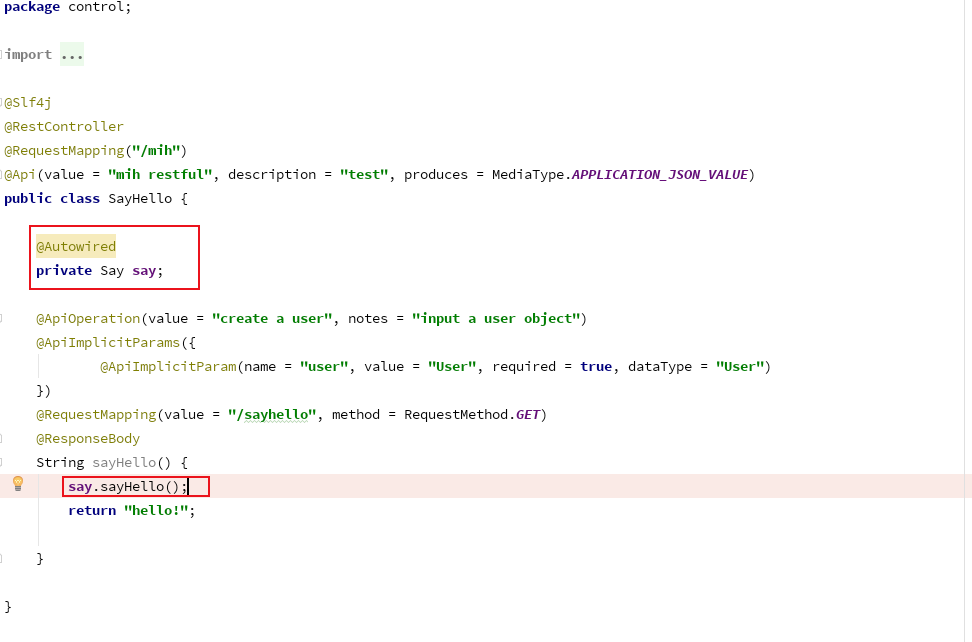 package control;
import ...
@Slf4j
@RestController
@RequestMapping("/mih")
@Api(value = "mih restful", description = "test", produces = MediaType.APPLICATION_JSON_VALUE)
public class SayHello {
@Autowired
private Say say;
@ApiOperation(value = "create a user", notes = "input a user object")
@ApiImplicitParams({
@ApiImplicitParam(name = "user", value = "User", required = true, dataType = "User")
})
@RequestMapping(value = "/sayhello", method = RequestMethod.GET)
@ResponseBody
String sayHello() {
say.sayHello();
return "hello!";
}
}